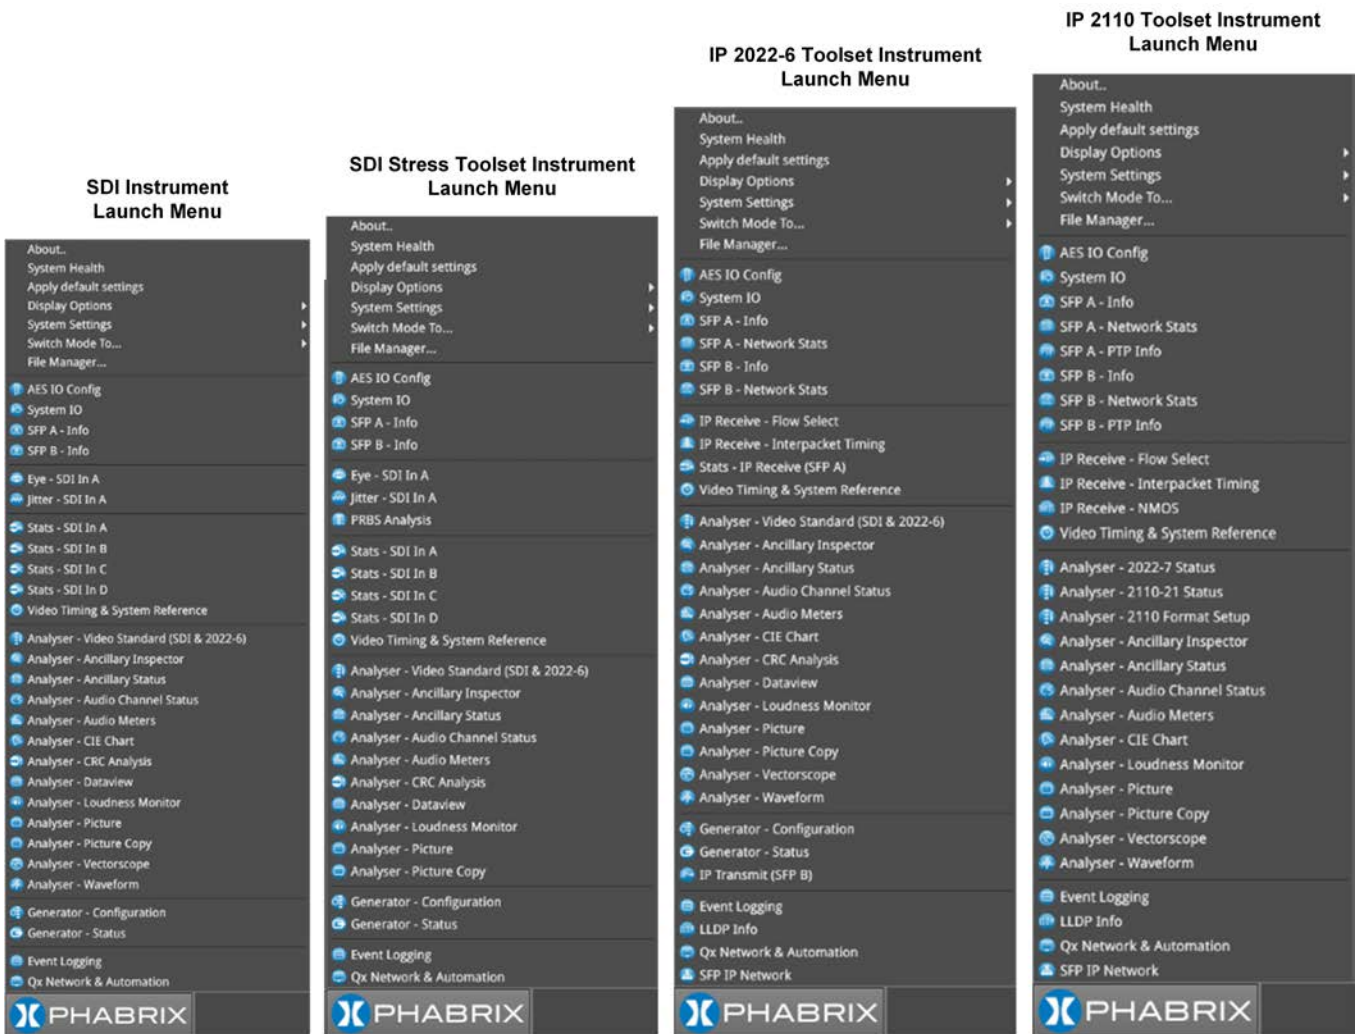 SDI Instrument
Launch Menu
About..
System Health
Apply default settings
Display Options
System Settings
Switch Mode To...
File Manager...
AES IO Config
System IO
SFP A - Info
SFP B - Info
Eye - SDI In A
Jitter - SDI In A
Stats - SDI In A
Stats - SDI In B
Stats - SDI In C
Stats - SDI In D
Video Timing & System Reference
Analyser - Video Standard (SDI & 2022-6)
Analyser - Ancillary Inspector
Analyser - Ancillary Status
Analyser - Audio Channel Status
Analyser - Audio Meters
Analyser - CIE Chart
Analyser - CRC Analysis
Analyser - Dataview
Analyser - Loudness Monitor
Analyser - Picture
Analyser - Picture Copy
Analyser - Vectorscope
Analyser - Waveform
Generator - Configuration
Generator - Status
Event Logging
Qx Network & Automation
PHABRIX
SDI Stress Toolset Instrument
Launch Menu
About..
System Health
Apply default settings
Display Options
System Settings
Switch Mode To...
File Manager...
AES IO Config
System IO
SFP A - Info
SFP B - Info
Eye - SDI In A
Jitter - SDI In A
PRBS Analysis
Stats - SDI In A
Stats - SDI In B
Stats - SDI In C
Stats - SDI In D
Video Timing & System Reference
Analyser - Video Standard (SDI & 2022-6)
Analyser - Ancillary Inspector
Analyser - Ancillary Status
Analyser - Audio Channel Status
Analyser - Audio Meters
Analyser - CRC Analysis
Analyser - Dataview
Analyser - Loudness Monitor
Analyser - Picture
Analyser - Picture Copy
Generator - Configuration
Generator - Status
Event Logging
Qx Network & Automation
PHABRIX
IP 2022-6 Toolset Instrument
Launch Menu
About..
System Health
Apply default settings
Display Options
System Settings
Switch Mode To...
File Manager...
AES IO Config
System IO
SFP A - Info
SFP A - Network Stats
SFP B - Info
SFP B - Network Stats
IP Receive - Flow Select
IP Receive - Interpacket Timing
Stats - IP Receive (SFP A)
Video Timing & System Reference
Analyser - Video Standard (SDI & 2022-6)
Analyser - Ancillary Inspector
Analyser - Ancillary Status
Analyser - Audio Channel Status
Analyser - Audio Meters
Analyser - CIE Chart
Analyser - CRC Analysis
Analyser - Dataview
Analyser - Loudness Monitor
Analyser - Picture
Analyser - Picture Copy
Analyser - Vectorscope
Analyser - Waveform
Generator - Configuration
Generator - Status
IP Transmit (SFP B)
Event Logging
LLDP Info
Qx Network & Automation
SFP IP Network
PHABRIX
IP 2110 Toolset Instrument
Launch Menu
About..
System Health
Apply default settings
Display Options
System Settings
Switch Mode To...
File Manager...
AES IO Config
System IO
SFP A - Info
SFP A - Network Stats
SFP A - PTP Info
SFP B - Info
SFP B - Network Stats
SFP B - PTP Info
IP Receive - Flow Select
IP Receive - Interpacket Timing
IP Receive - NMOS
Video Timing & System Reference
Analyser - 2022-7 Status
Analyser - 2110-21 Status
Analyser - 2110 Format Setup
Analyser - Ancillary Inspector
Analyser - Ancillary Status
Analyser - Audio Channel Status
Analyser - Audio Meters
Analyser - CIE Chart
Analyser - Loudness Monitor
Analyser - Picture
Analyser - Picture Copy
Analyser - Vectorscope
Analyser - Waveform
Event Logging
LLDP Info
Qx Network & Automation
SFP IP Network
PHABRIX